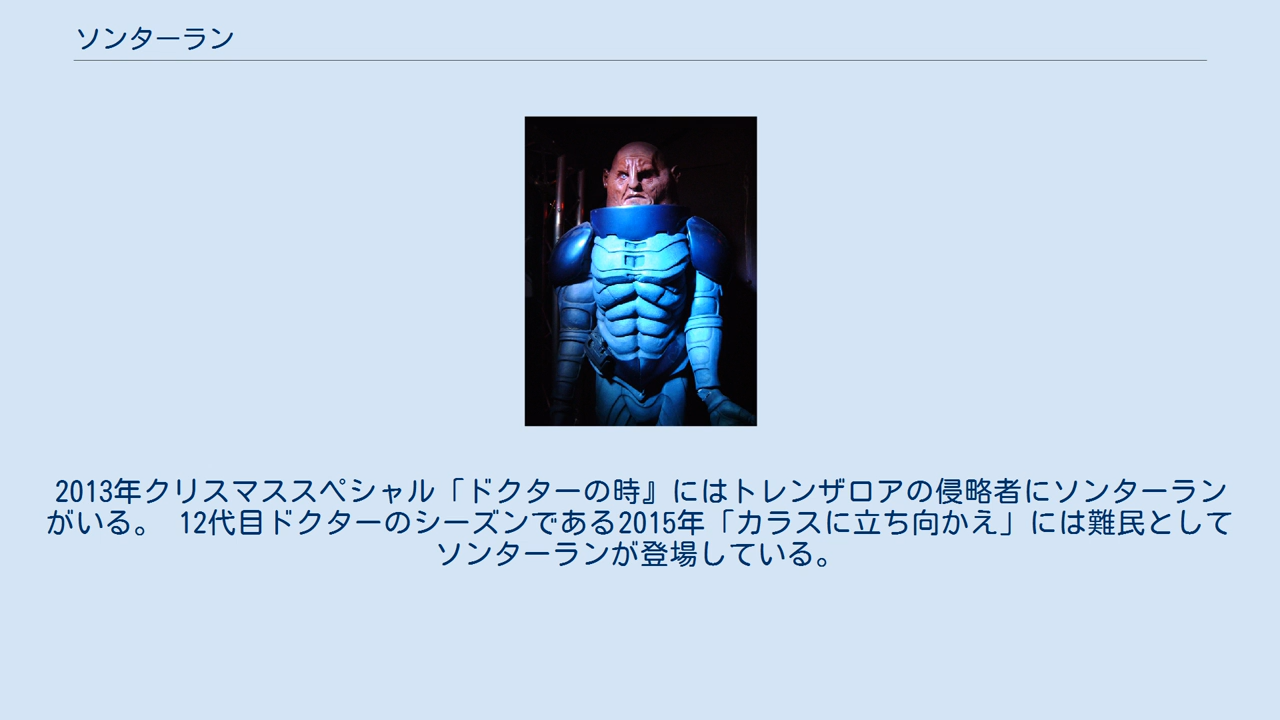 ソンターラン
2013年クリスマススペシャル「ドクターの時』にはトレンザロアの侵略者にソンターラン
がいる。 12代目ドクターのシーズンである2015年「カラスに立ち向かえ」には難民として
ソンターランが登場している。